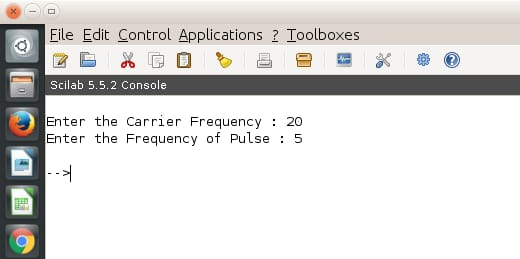 File Edit Control Applications ? Toolboxes
Scilab 5.5.2 Console
Enter the Carrier Frequency : 20
Enter the Frequency of Pulse : 5
-->